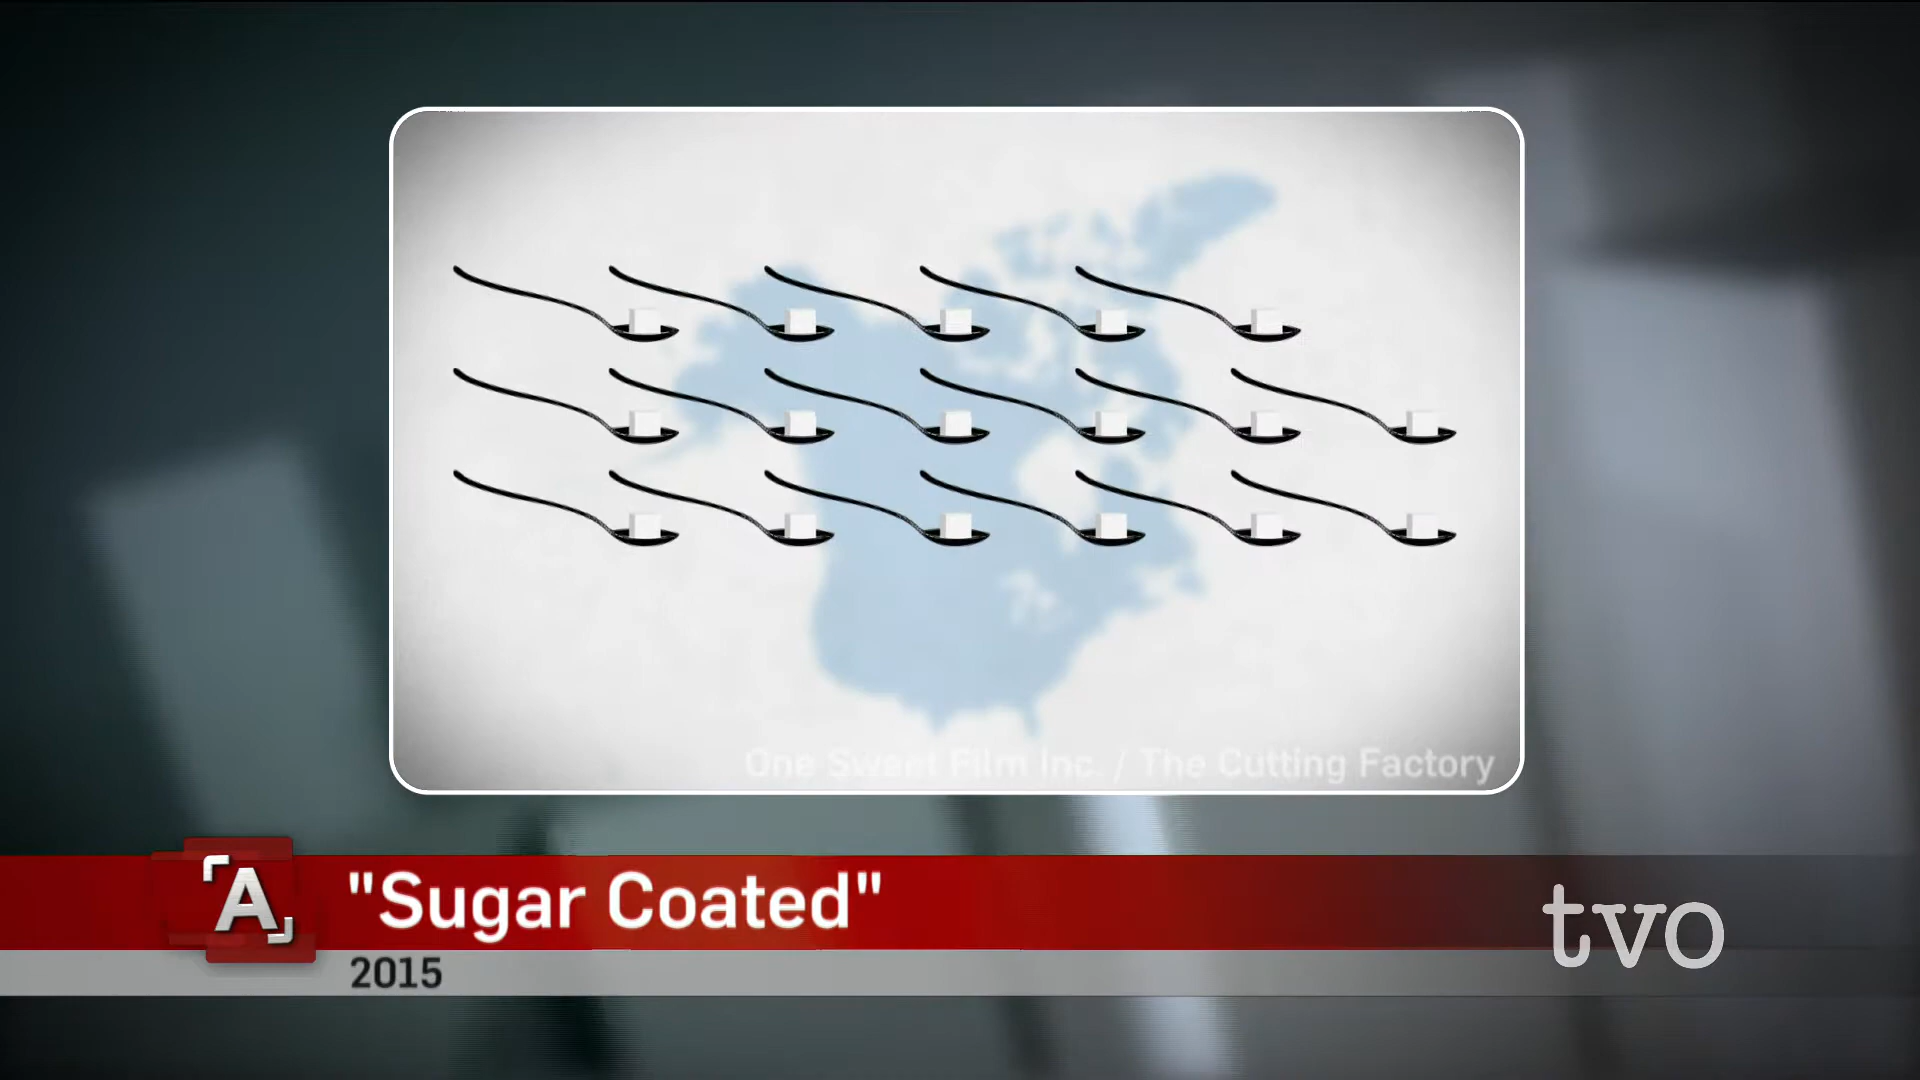 One Sweet Film Inc. / The Cutting Factory
A
"Sugar Coated"
tvo
2015